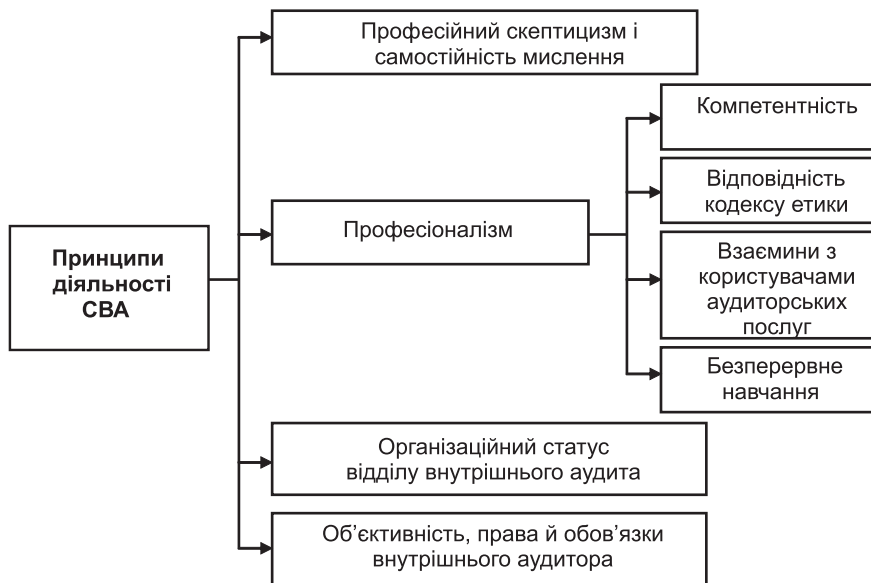 Професійний скептицизм і
самостійність мислення
Компетентність
Відповідність
кодексу етики
Професіоналізм
Принципи
діяльності
СВА
Взаємини з
користувачами
аудиторських
послуг
Безперервне
навчання
Організаційний статус
відділу внутрішнього аудита
Об’єктивність, права й обов’язки
внутрішнього аудитора